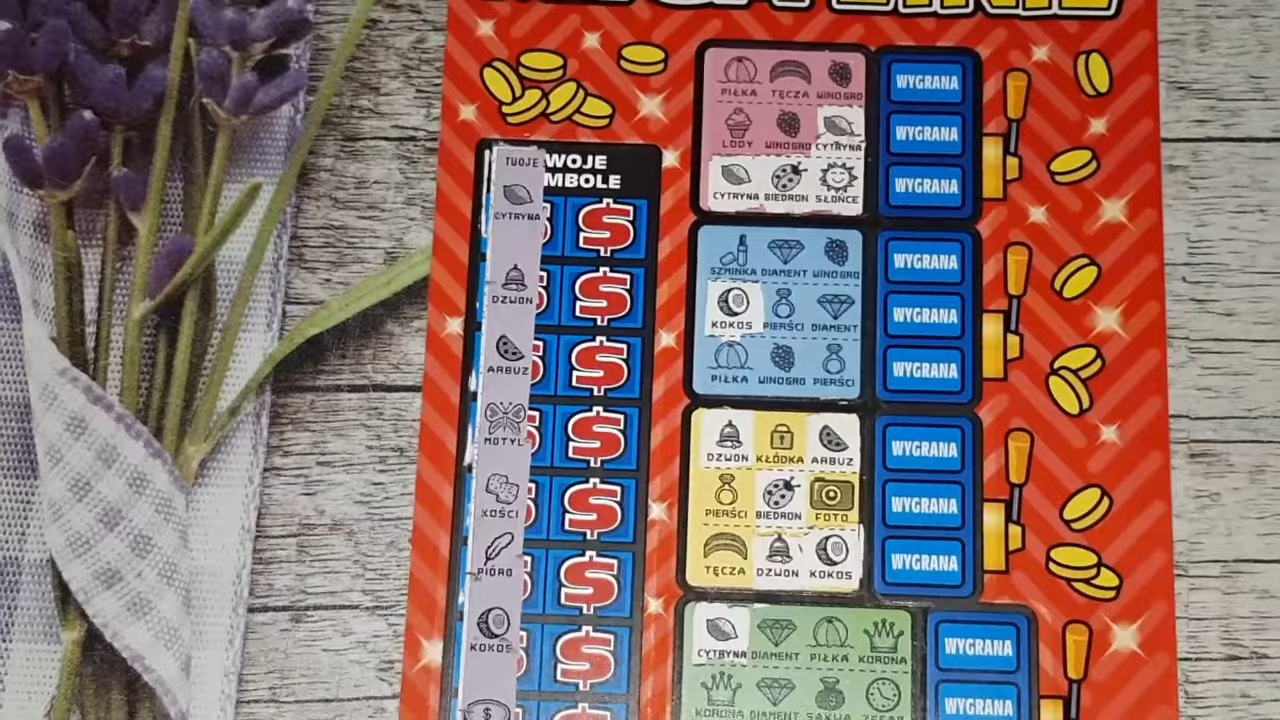 TWOJE
WOJE
MBOLE
CYTRYNA
DZWON
ARBUZ
MOTYL
KOŚCI
PIÓRO
KOKOS
$
$
$
$
$
$
$
PIŁKA TĘCZA WINOGRO
LODY WINOGRO CYTRYNA
CYTRYNA BIEDRON SŁOŃCE
WYGRANA
WYGRANA
WYGRANA
SZMINKA DIAMENT WINOGRO
KOKOS PIERŚCI DIAMENT
PIŁKA WINOGRO PIERŚCI
WYGRANA
WYGRANA
WYGRANA
DZWON KŁÓDKA ARBUZ
PIERŚCI BIEDRON FOTO
TĘCZA DZWON KOKOS
WYGRANA
WYGRANA
WYGRANA
CYTRYNA DIAMENT PIŁKA KORONA
KORONA DIAMENT SAKWA ZEGAR
WYGRANA
WYGRANA